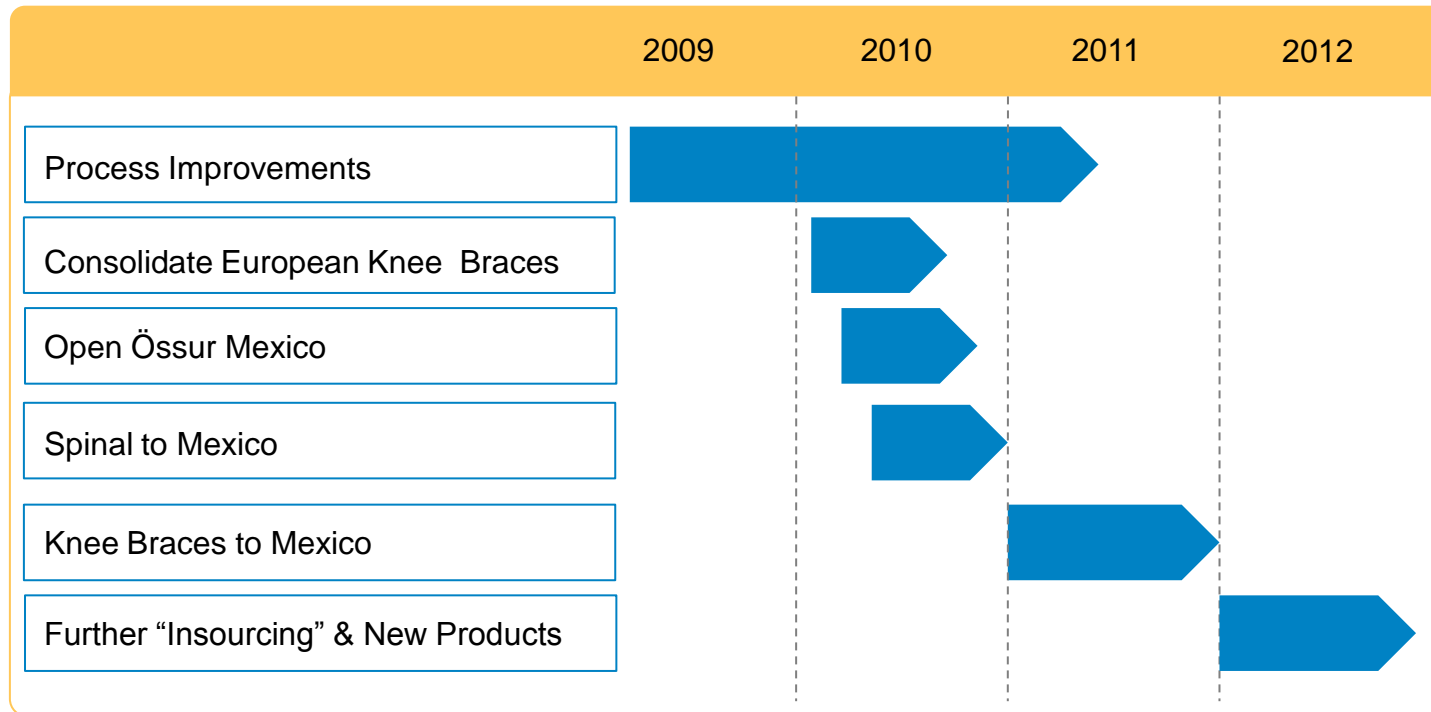 2009 2010 2011 2012
Process Improvements
Consolidate European Knee  Braces
Open Össur Mexico
Spinal to Mexico
Knee Braces to Mexico
Further “Insourcing” & New Products